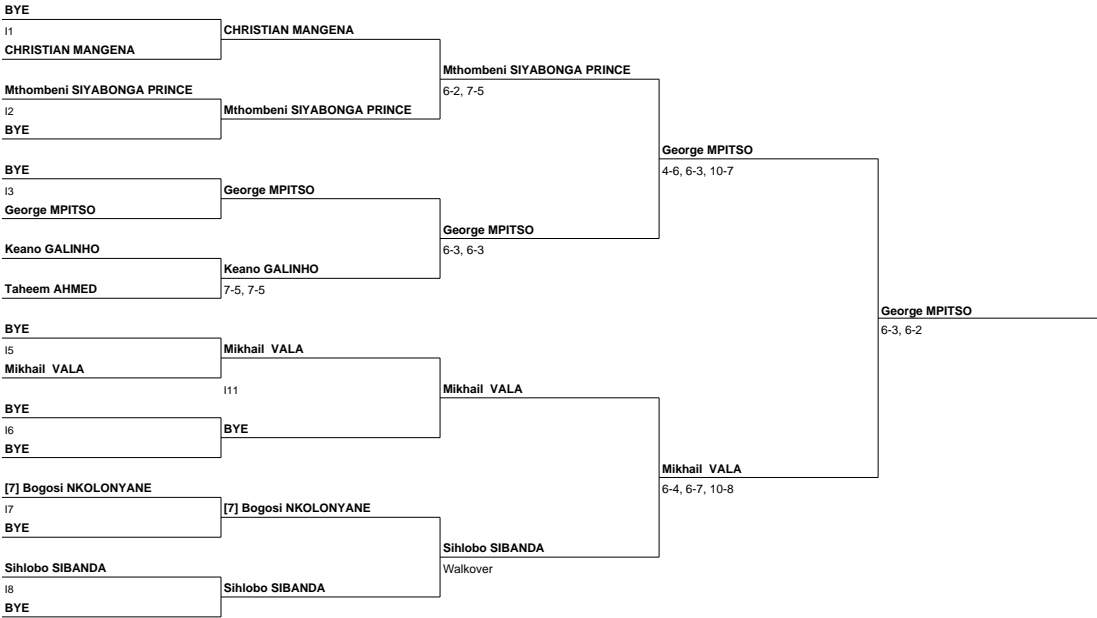 BYE
I1
CHRISTIAN MANGENA
CHRISTIAN MANGENA
Mthombeni SIYABONGA PRINCE
6-2, 7-5
Mthombeni SIYABONGA PRINCE
I2
BYE
Mthombeni SIYABONGA PRINCE
George MPITSO
4-6, 6-3, 10-7
BYE
I3
George MPITSO
George MPITSO
George MPITSO
6-3, 6-3
Keano GALINHO
Taheem AHMED
Keano GALINHO
7-5, 7-5
George MPITSO
6-3, 6-2
BYE
I5
Mikhail  VALA
Mikhail  VALA
I11
Mikhail  VALA
BYE
I6
BYE
BYE
Mikhail  VALA
6-4, 6-7, 10-8
[7] Bogosi NKOLONYANE
I7
BYE
[7] Bogosi NKOLONYANE
Sihlobo SIBANDA
Walkover
Sihlobo SIBANDA
I8
BYE
Sihlobo SIBANDA